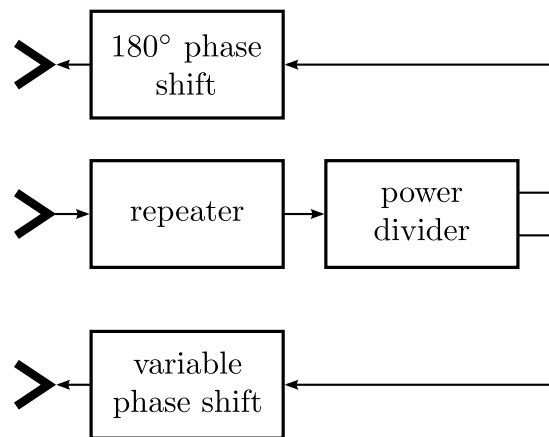 180° phase
shift
repeater
power
divider
variable
phase shift